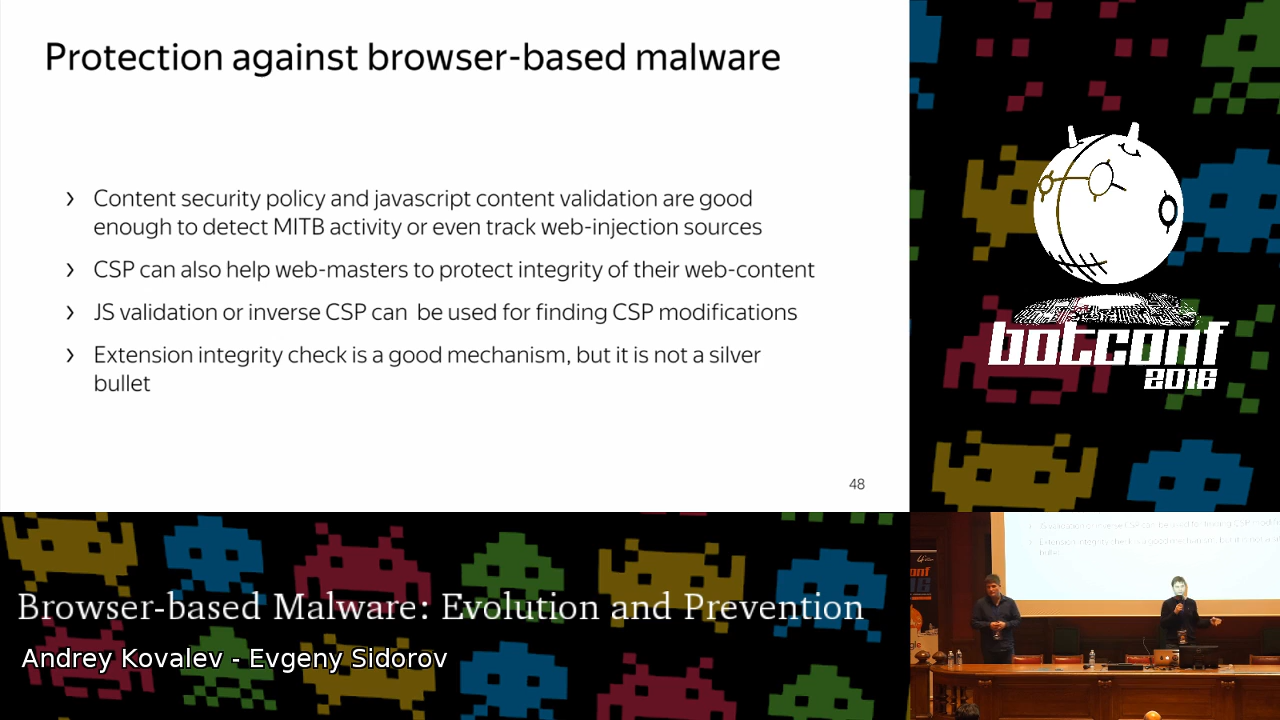 Protection against browser-based malware
› Content security policy and javascript content validation are good
enough to detect MITB activity or even track web-injection sources
› CSP can also help web-masters to protect integrity of their web-content
› JS validation or inverse CSP can  be used for finding CSP modifications
› Extension integrity check is a good mechanism, but it is not a silver
bullet
48
botconf
2016
Browser-based Malware: Evolution and Prevention
Andrey Kovalev - Evgeny Sidorov